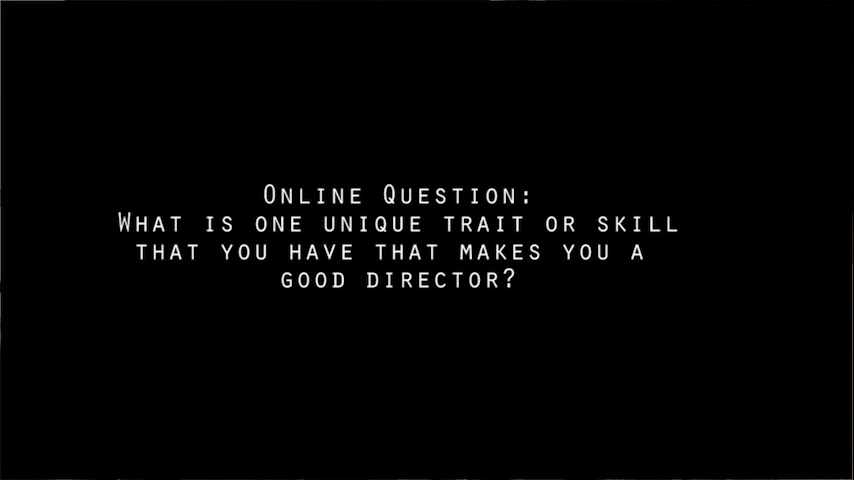 Online Question:
What is one unique trait or skill
that you have that makes you a
good director?